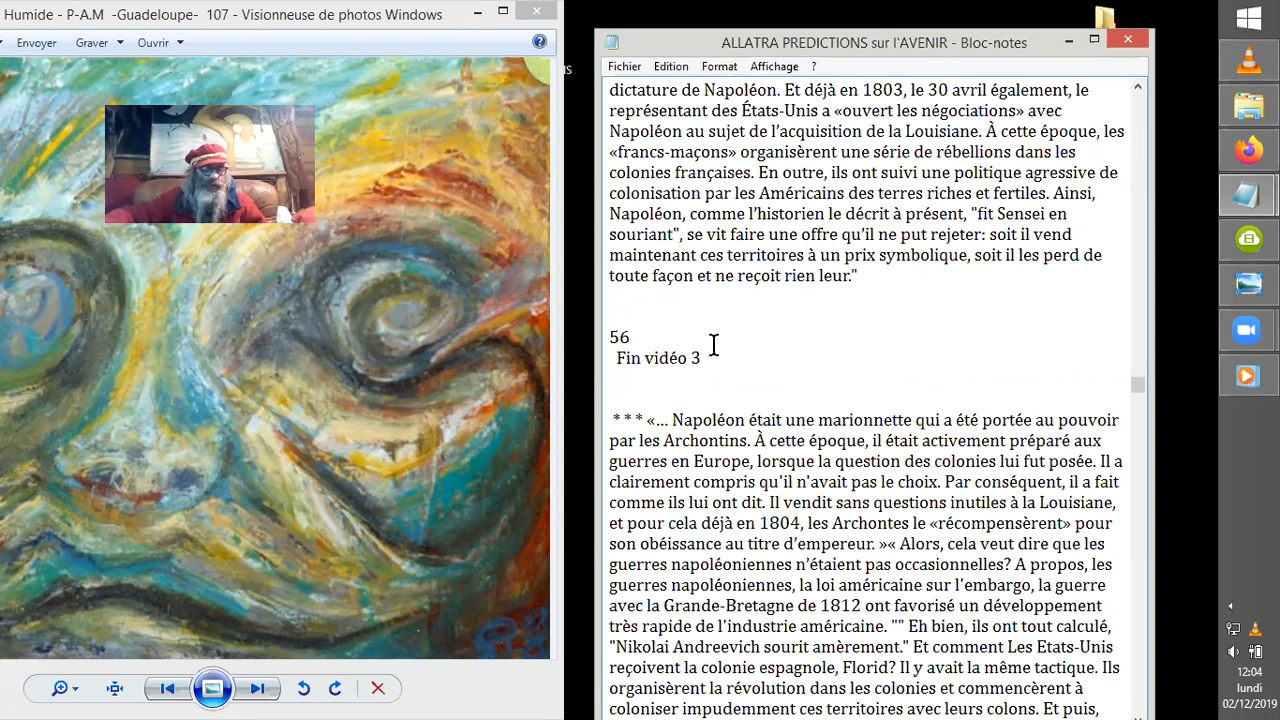 Humide - P-A-M -Guadeloupe- 107 - Visionneuse de photos Windows
Envoyer Graver Ouvrir
ALLATRA PREDICTIONS sur l'AVENIR - Bloc-notes
Fichier Edition Format Affichage ?
dictature de Napoléon. Et déjà en 1803, le 30 avril également, le
représentant des États-Unis a «ouvert les négociations» avec
Napoléon au sujet de l'acquisition de la Louisiane. À cette époque, les
«francs-maçons» organisèrent une série de rébellions dans les
colonies françaises. En outre, ils ont suivi une politique agressive de
colonisation par les Américains des terres riches et fertiles. Ainsi,
Napoléon, comme l'historien le décrit à présent, "fit Sensei en
souriant", se vit faire une offre qu'il ne put rejeter: soit il vend
maintenant ces territoires à un prix symbolique, soit il les perd de
toute façon et ne reçoit rien leur."
56
Fin vidéo 3
* * * «... Napoléon était une marionnette qui a été portée au pouvoir
par les Archontins. À cette époque, il était activement préparé aux
guerres en Europe, lorsque la question des colonies lui fut posée. Il a
clairement compris qu'il n'avait pas le choix. Par conséquent, il a fait
comme ils lui ont dit. Il vendit sans questions inutiles à la Louisiane,
et pour cela déjà en 1804, les Archontes le «récompensèrent» pour
son obéissance au titre d'empereur. »« Alors, cela veut dire que les
guerres napoléoniennes n'étaient pas occasionnelles? A propos, les
guerres napoléoniennes, la loi américaine sur l'embargo, la guerre
avec la Grande-Bretagne de 1812 ont favorisé un développement
très rapide de l'industrie américaine. "" Eh bien, ils ont tout calculé,
"Nikolai Andreevich sourit amèrement." Et comment Les Etats-Unis
reçoivent la colonie espagnole, Florid? Il y avait la même tactique. Ils
organisèrent la révolution dans les colonies et commencèrent à
coloniser impudemment ces territoires avec leurs colons. Et puis,
12:04
lundi
02/12/2019